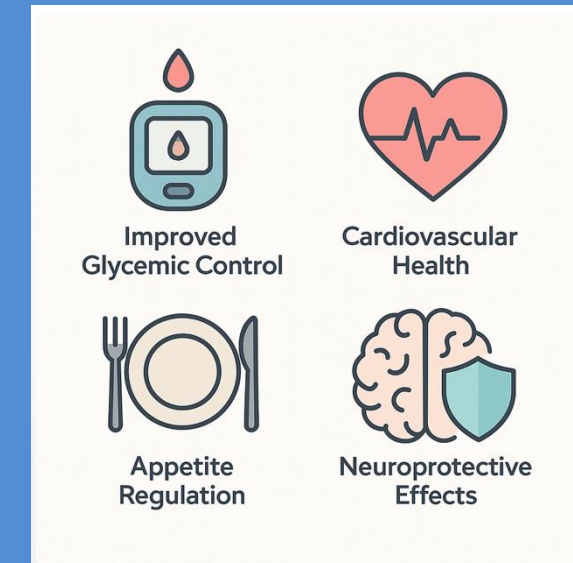 Improved
Glycemic Control
Cardiovascular
Health
Appetite
Regulation
Neuroprotective
Effects